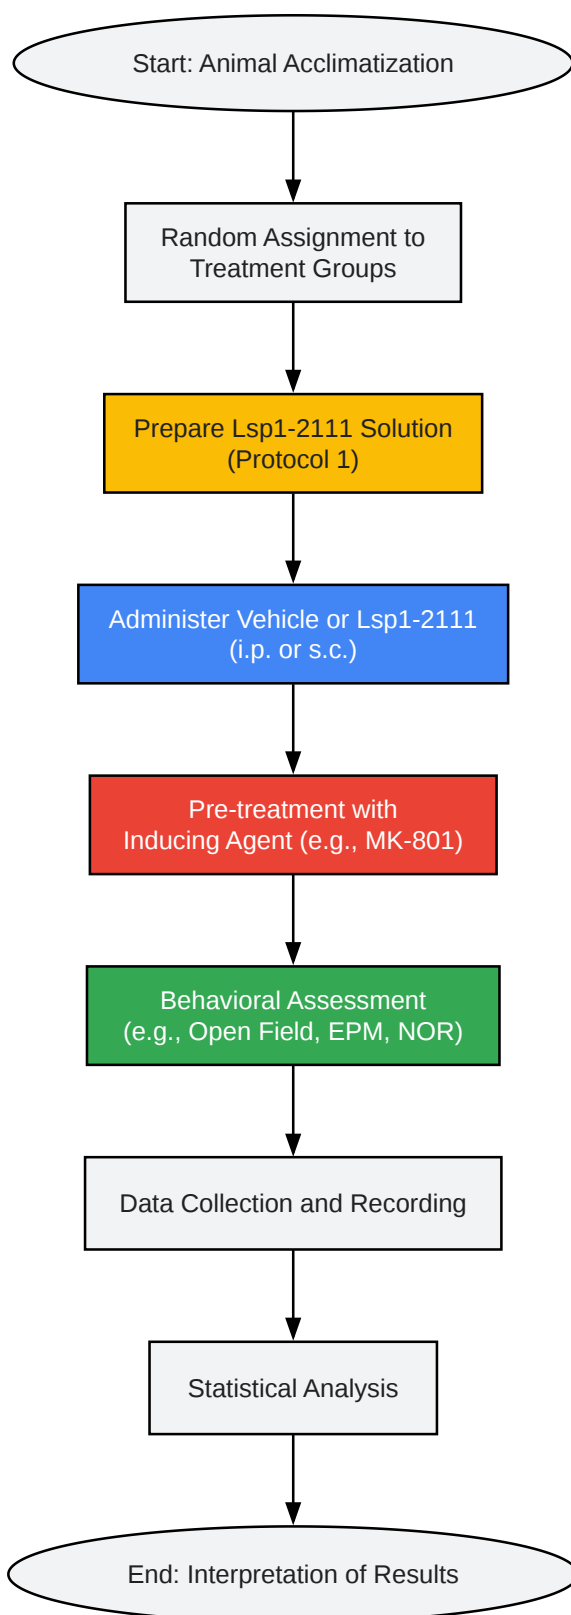 Start: Animal Acclimatization
Random Assignment to
Treatment Groups
Prepare Lsp1-2111 Solution
(Protocol 1)
Administer Vehicle or Lsp1-2111
(i.p. or s.c.)
Pre-treatment with
Inducing Agent (e.g., MK-801)
Behavioral Assessment
(e.g., Open Field, EPM, NOR)
Data Collection and Recording
Statistical Analysis
End: Interpretation of Results